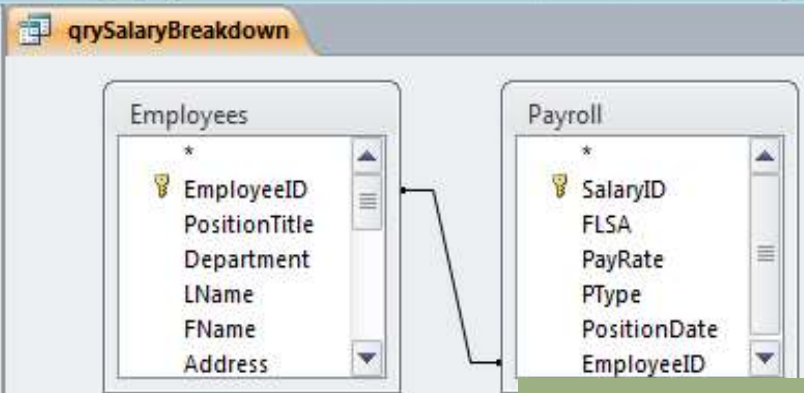 qrySalaryBreakdown
Employees
*
EmployeeID
PositionTitle
Department
LName
FName
Address
Payroll
*
SalaryID
FLSA
PayRate
PType
PositionDate
EmployeeID